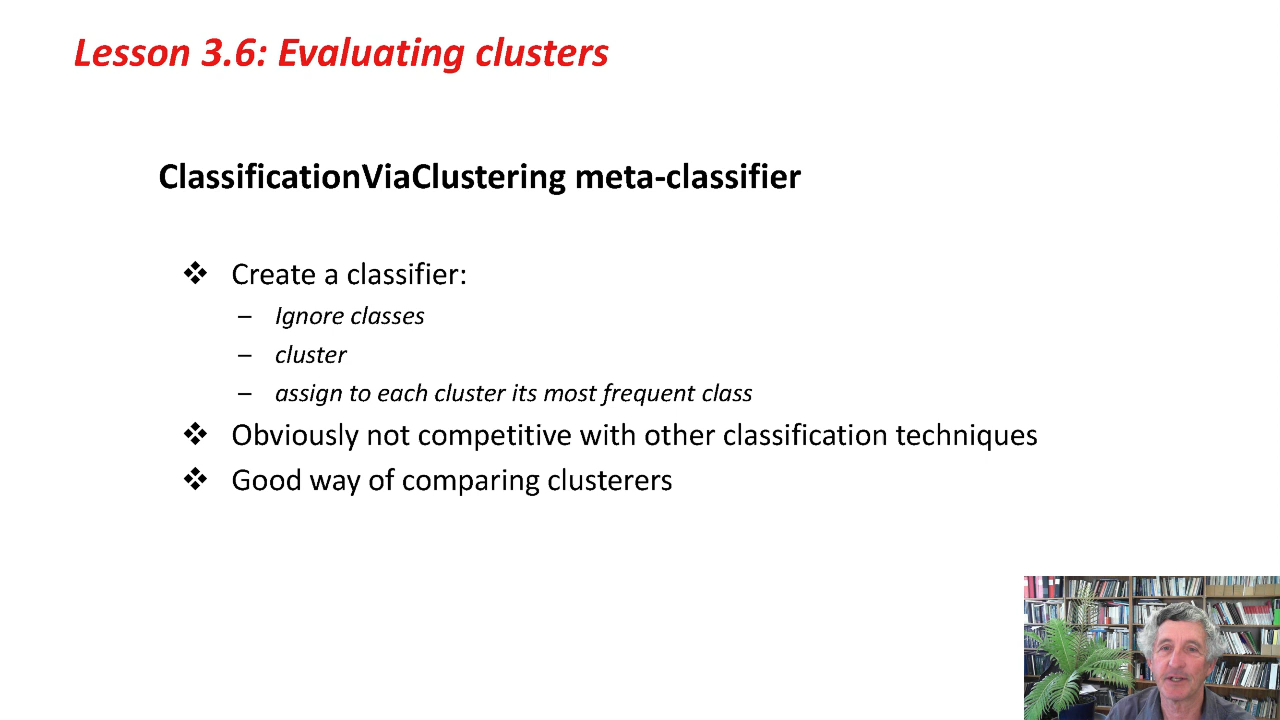 Lesson 3.6: Evaluating clusters
ClassificationViaClustering meta-classifier
❖ Create a classifier:
– Ignore classes
– cluster
– assign to each cluster its most frequent class
❖ Obviously not competitive with other classification techniques
❖ Good way of comparing clusterers